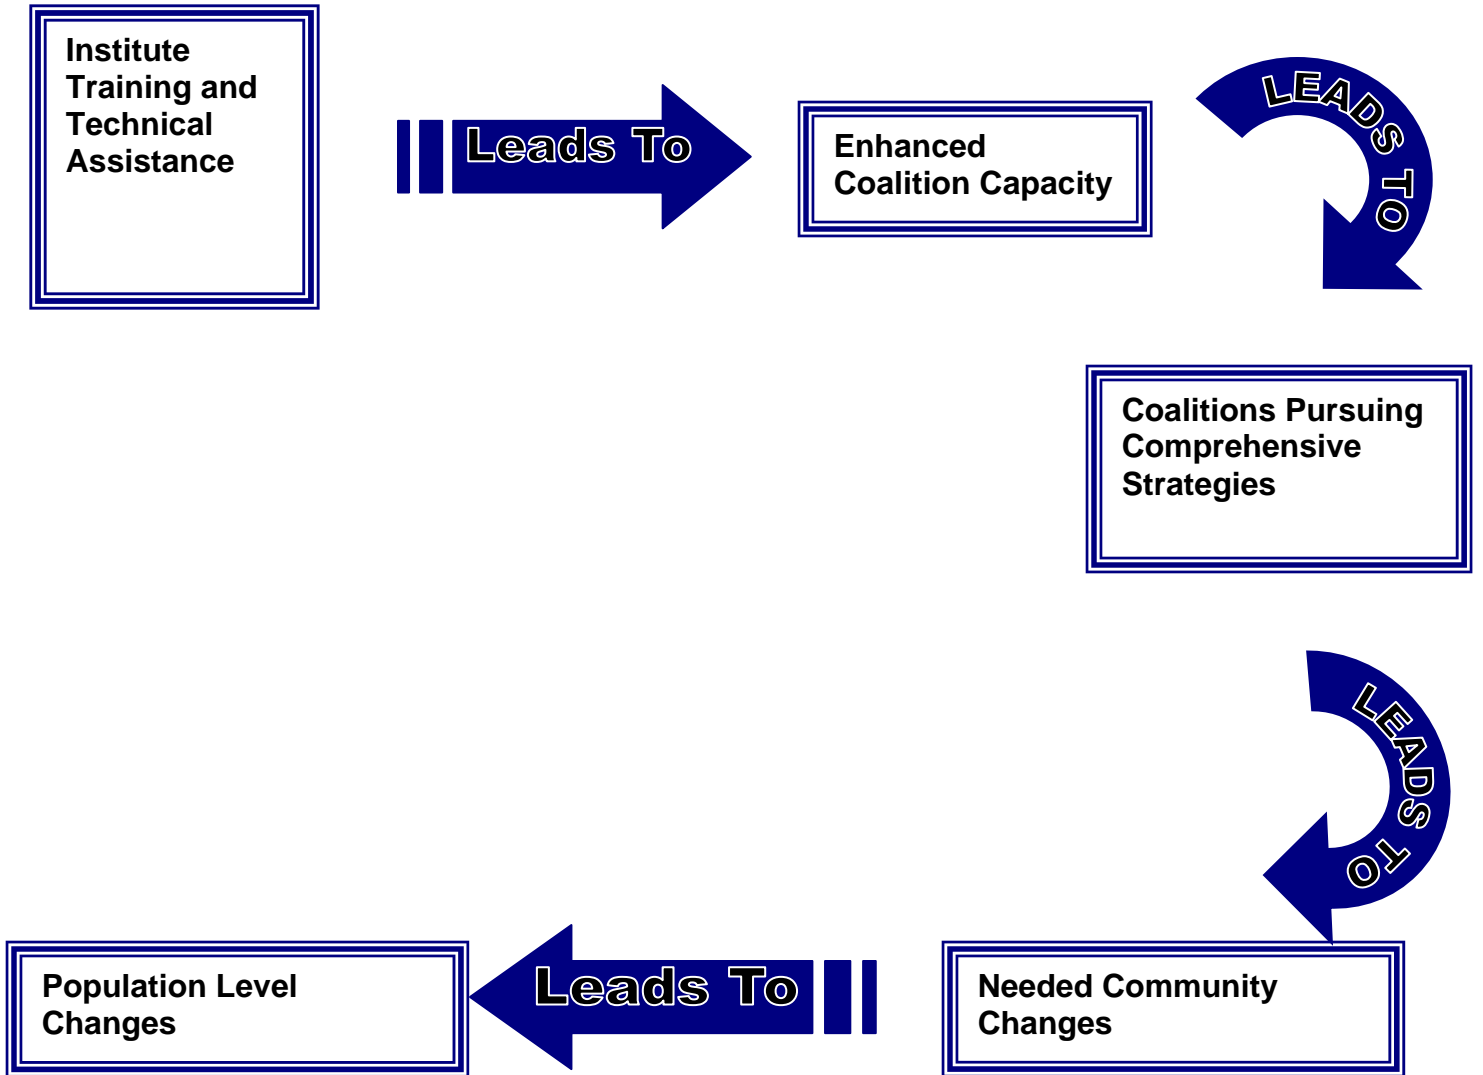 Institute
Training and
Technical
Assistance
Leads To
Enhanced
Coalition Capacity
LEADS TO
Coalitions Pursuing
Comprehensive
Strategies
LEADS TO
Needed Community
Changes
Leads To
Population Level
Changes